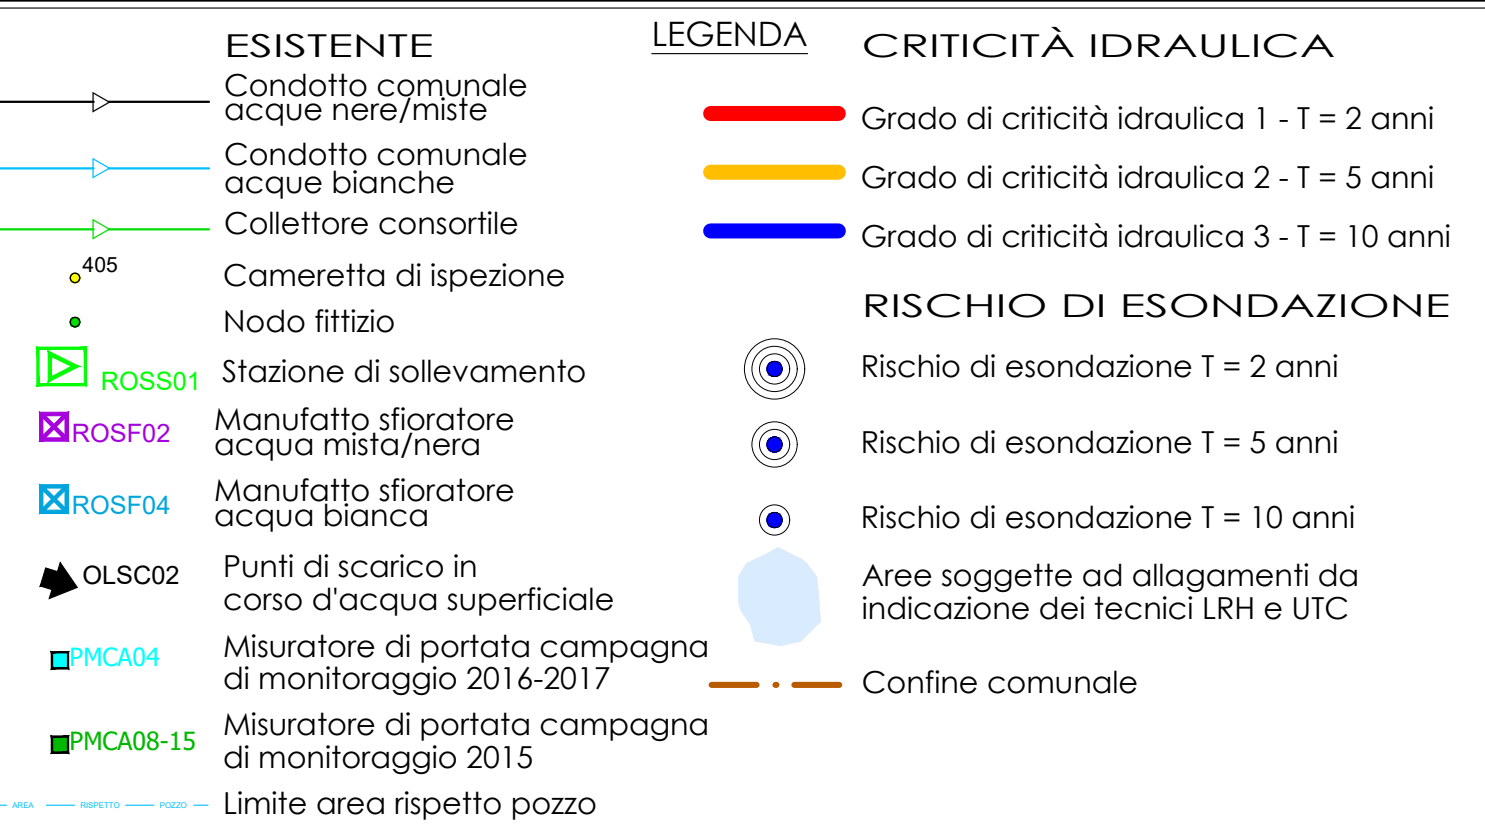 LEGENDA
ESISTENTE
Condotto comunale
acque nere/miste
Condotto comunale
acque bianche
Collettore consortile
405
Cameretta di ispezione
Nodo fittizio
ROSS01
Stazione di sollevamento
ROSF02
Manufatto sfioratore
acqua mista/nera
ROSF04
Manufatto sfioratore
acqua bianca
OLSC02
Punti di scarico in
corso d'acqua superficiale
PMCA04
Misuratore di portata campagna
di monitoraggio 2016-2017
PMCA08-15
Misuratore di portata campagna
di monitoraggio 2015
AREA RISPETTO POZZO
Limite area rispetto pozzo
CRITICITÀ IDRAULICA
Grado di criticità idraulica 1 - T = 2 anni
Grado di criticità idraulica 2 - T = 5 anni
Grado di criticità idraulica 3 - T = 10 anni
RISCHIO DI ESONDAZIONE
Rischio di esondazione T = 2 anni
Rischio di esondazione T = 5 anni
Rischio di esondazione T = 10 anni
Aree soggette ad allagamenti da
indicazione dei tecnici LRH e UTC
Confine comunale